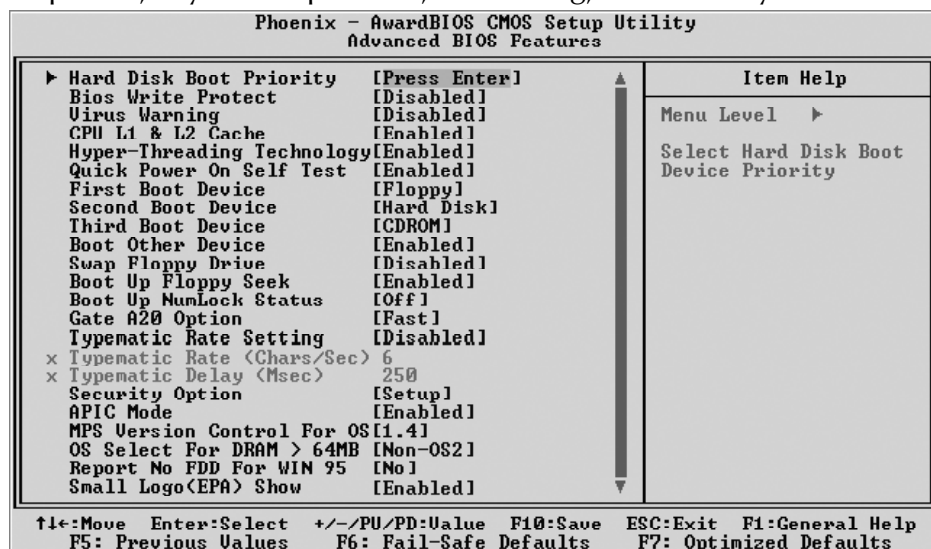 Phoenix - AwardBIOS CMOS Setup Utility
Advanced BIOS Features
▶ Hard Disk Boot Priority [Press Enter]
Bios Write Protect [Disabled]
Virus Warning [Disabled]
CPU L1 & L2 Cache [Enabled]
Hyper-Threading Technology[Enabled]
Quick Power On Self Test [Enabled]
First Boot Device [Floppy]
Second Boot Device [Hard Disk]
Third Boot Device [CDROM]
Boot Other Device [Enabled]
Swap Floppy Drive [Disabled]
Boot Up Floppy Seek [Enabled]
Boot Up NumLock Status [Off]
Gate A20 Option [Fast]
Typematic Rate Setting [Disabled]
x Typematic Rate (Chars/Sec) 6
x Typematic Delay (Msec) 250
Security Option [Setup]
APIC Mode [Enabled]
MPS Version Control For OS[1.4]
OS Select For DRAM > 64MB [Non-OS2]
Report No FDD For WIN 95 [No]
Small Logo(EPA) Show [Enabled]
Item Help
Menu Level ▶
Select Hard Disk Boot
Device Priority
↑↓←:Move Enter:Select +/-/PU/PD:Value F10:Save ESC:Exit F1:General Help
F5: Previous Values F6: Fail-Safe Defaults F7: Optimized Defaults